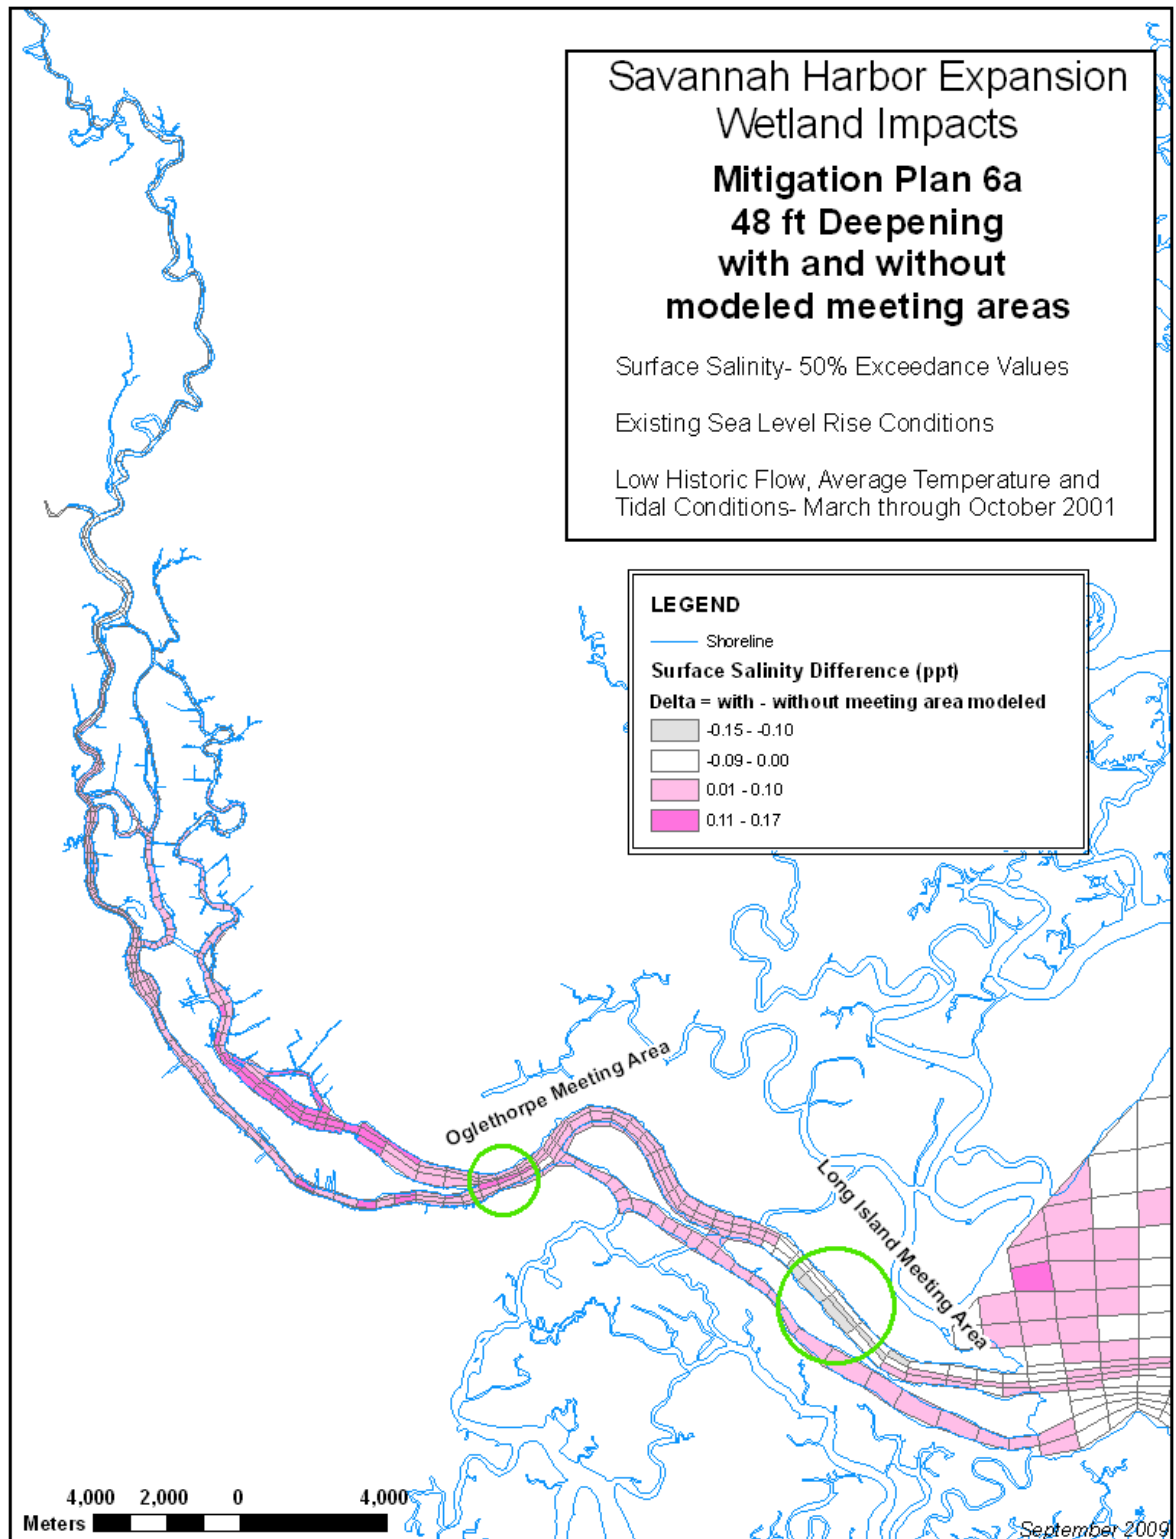 Savannah Harbor Expansion
Wetland Impacts
Mitigation Plan 6a
48 ft Deepening
with and without
modeled meeting areas
Surface Salinity- 50% Exceedance Values
Existing Sea Level Rise Conditions
Low Historic Flow, Average Temperature and
Tidal Conditions- March through October 2001
LEGEND
Shoreline
Surface Salinity Difference (ppt)
Delta = with - without meeting area modeled
-0.15 - -0.10
-0.09 - 0.00
0.01 - 0.10
0.11 - 0.17
Oglethorpe Meeting Area
Long Island Meeting Area
4,000 2,000 0 4,000
Meters
September 2009